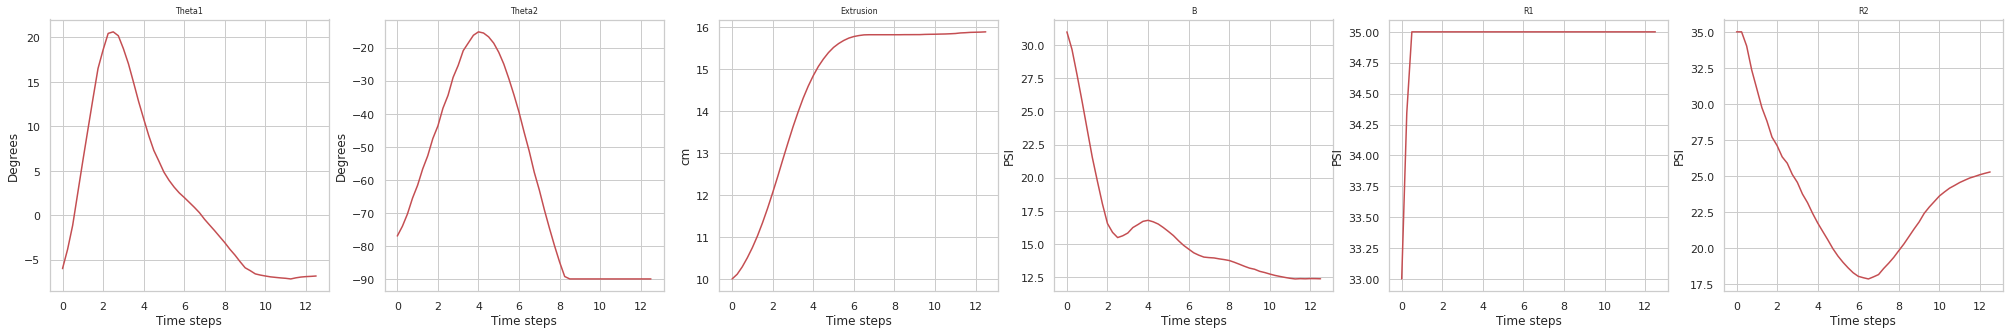 Theta1
Degrees
20
15
10
5
0
−5
0 2 4 6 8 10 12
Time steps
Theta2
Degrees
−20
−30
−40
−50
−60
−70
−80
−90
0 2 4 6 8 10 12
Time steps
Extrusion
cm
16
15
14
13
12
11
10
0 2 4 6 8 10 12
Time steps
B
PSI
30.0
27.5
25.0
22.5
20.0
17.5
15.0
12.5
0 2 4 6 8 10 12
Time steps
R1
PSI
35.00
34.75
34.50
34.25
34.00
33.75
33.50
33.25
33.00
0 2 4 6 8 10 12
Time steps
R2
PSI
35.0
32.5
30.0
27.5
25.0
22.5
20.0
17.5
0 2 4 6 8 10 12
Time steps